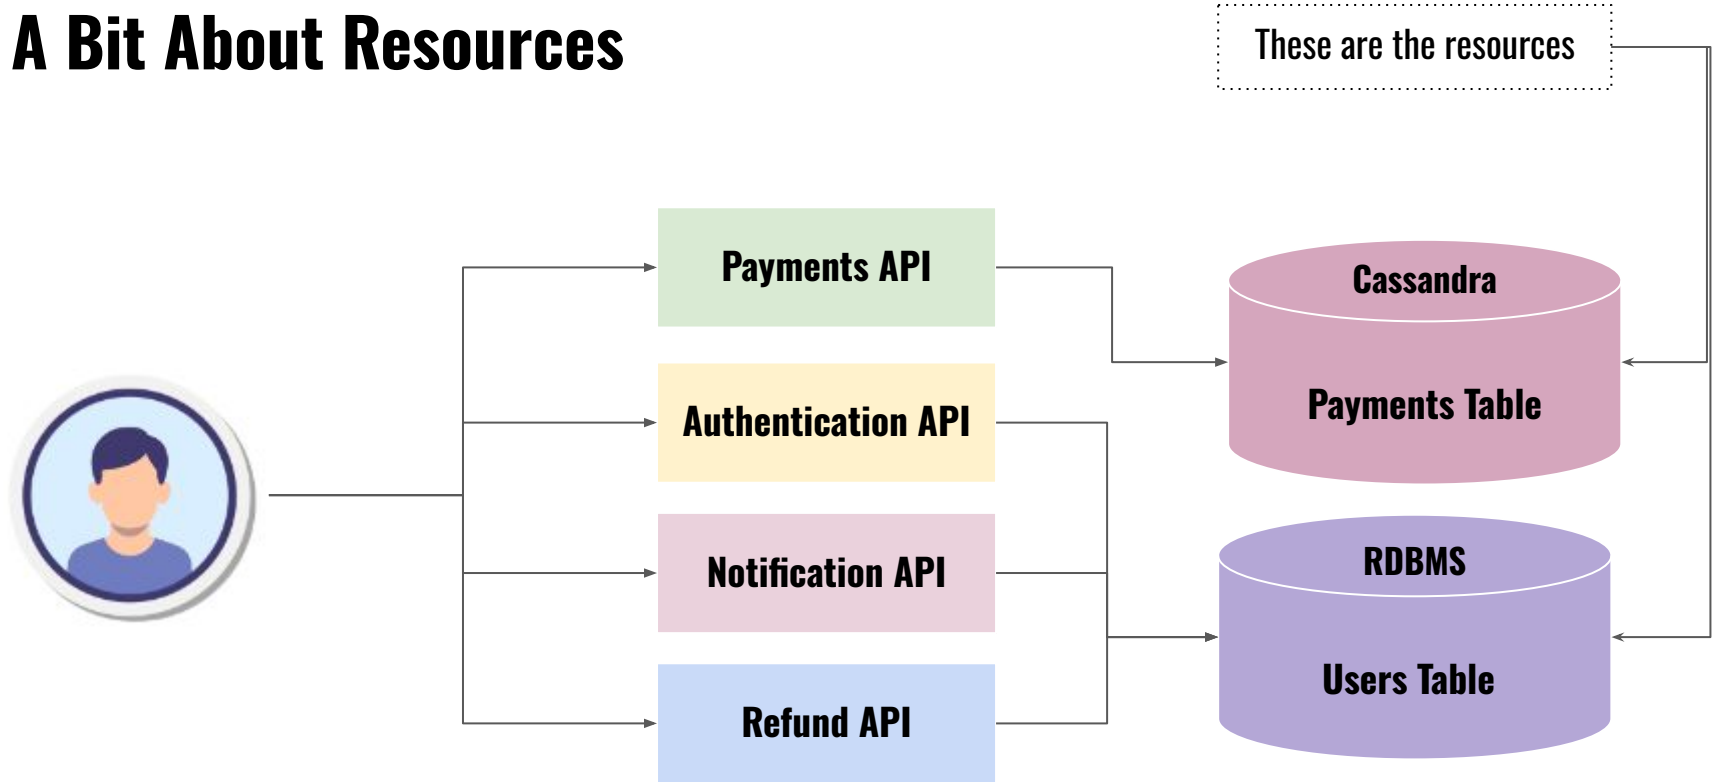 A Bit About Resources
These are the resources
Payments API
Authentication API
Notification API
Refund API
Cassandra
Payments Table
RDBMS
Users Table